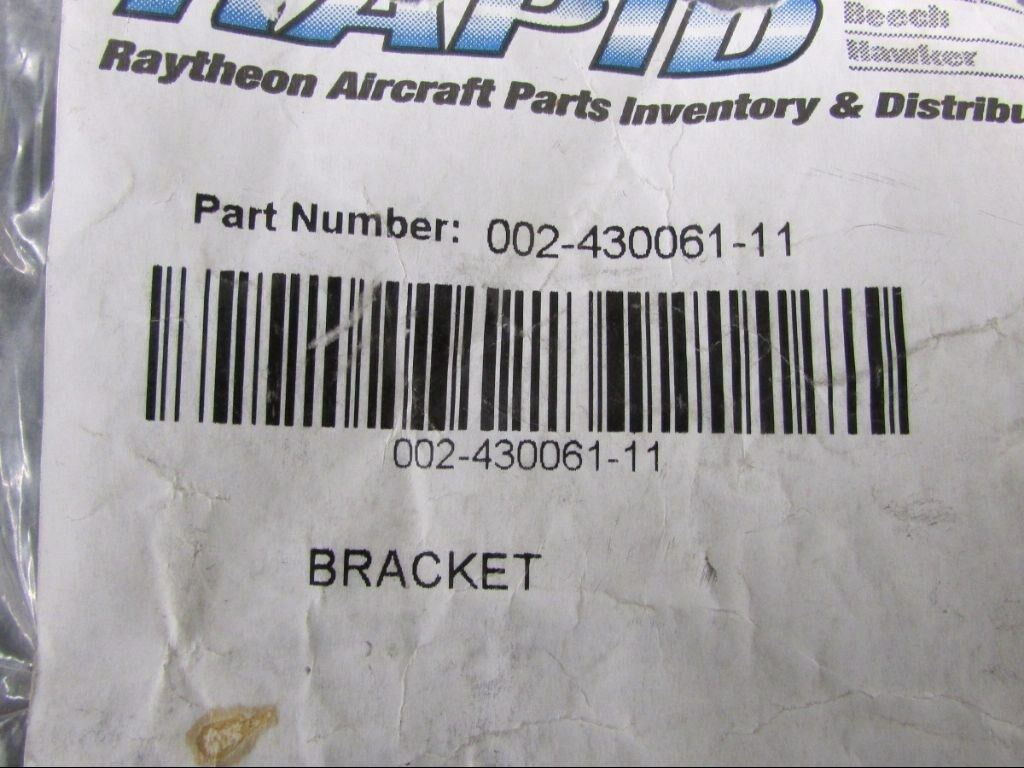 RAPID
Beech
Hawker
Raytheon Aircraft Parts Inventory & Distribu
Part Number: 002-430061-11
002-430061-11
BRACKET